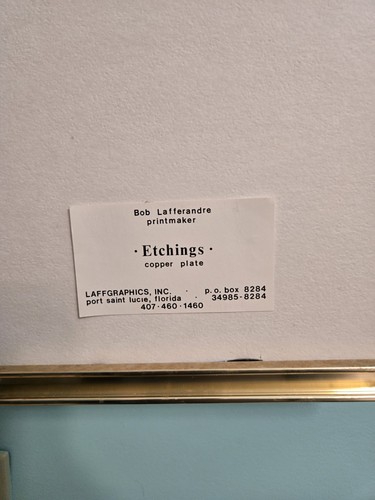 Bob Lafferandre
printmaker
· Etchings ·
copper plate
LAFFGRAPHICS, INC. · p.o. box 8284
port saint lucie, florida · 34985-8284
407-460-1460